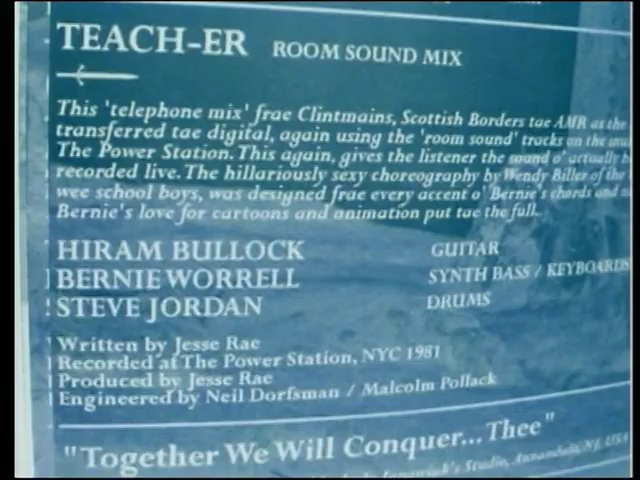 TEACH-ER ROOM SOUND MIX
This 'telephone mix' frae Clintmains, Scottish Borders tae AMR as the
transferred tae digital, again using the 'room sound' tracks on the
The Power Station. This again, gives the listener the sound o' actually
recorded live. The hillariously sexy choreography by Wendy Biller of the
wee school boys, was designed frae every accent o' Bernie's chords and
Bernie's love for cartoons and animation put tae the full.
HIRAM BULLOCK GUITAR
BERNIE WORRELL SYNTH BASS / KEYBOARDS
STEVE JORDAN DRUMS
Written by Jesse Rae
Recorded at The Power Station, NYC 1981
Produced by Jesse Rae
Engineered by Neil Dorfsman / Malcolm Pollack
"Together We Will Conquer... Thee"
Studio, Annandale, NJ, USA